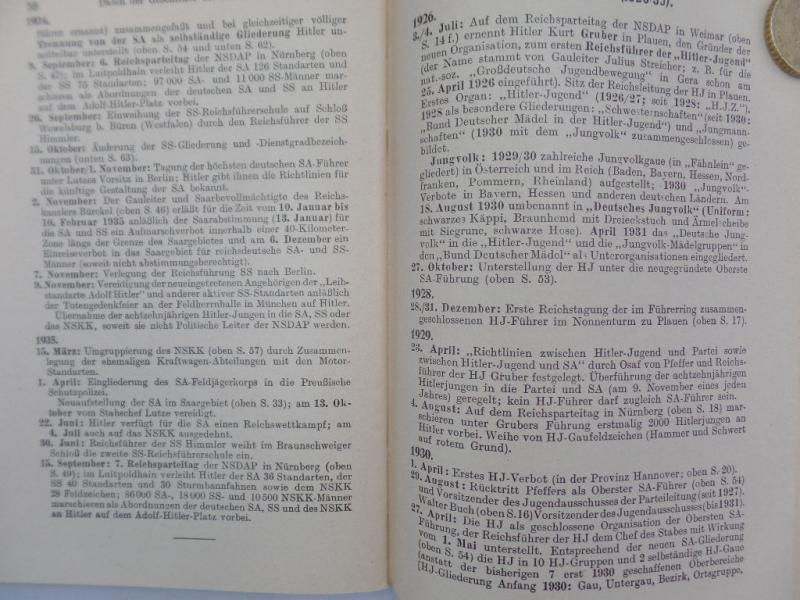 58 Daten der Geschichte der
1934.
führer ernannt) zusammengefaßt und bei gleichzeitiger völliger
Trennung von der SA als selbständige Gliederung Hitler un-
mittelbar unterstellt (oben S. 54 und unten S. 62).
September: 6. Reichsparteitag der NSDAP in Nürnberg (oben
S. 47); im Luitpoldhain verleiht Hitler der SA 126 Standarten und
der SS 75 Standarten; 97 000 SA- und 11 000 SS-Männer mar-
schieren als Abordnungen der deutschen SA und SS an Hitler
auf dem Adolf-Hitler-Platz vorbei.
September: Einweihung der SS-Reichsführerschule auf Schloß
Wewelsburg b. Büren (Westfalen) durch den Reichsführer der SS
Himmler.
15. Oktober: Änderung der SS-Gliederung und -Dienstgradbezeich-
nungen (unten S. 63).
31. Oktober/1. November: Tagung der höchsten deutschen SA-Führer
unter Lutzes Vorsitz in Berlin; Hitler gibt ihnen die Richtlinien für
die künftige Gestaltung der SA bekannt.
2. November: Der Gauleiter und Saarbevollmächtigte des Reichs-
kanzlers Bürckel (oben S. 46) erläßt für die Zeit vom 10. Januar bis
10. Februar 1935 anläßlich der Saarabstimmung (13. Januar) für
die SA und SS ein Aufmarschverbot innerhalb einer 40-Kilometer-
Zone längs der Grenze des Saargebietes und am 6. Dezember ein
Einreiseverbot in das Saargebiet für reichsdeutsche SA- und SS-
Männer (soweit nicht abstimmungsberechtigt).
7. November: Verlegung der Reichsführung SS nach Berlin.
9. November: Vereidigung der neueingetretenen Angehörigen der „Leib-
standarte Adolf Hitler“ und anderer aktiver SS-Standarten anläßlich
der Totengedenkfeier an der Feldherrnhalle in München auf Hitler.
Übernahme der achtzehnjährigen Hitler-Jungen in die SA, SS oder
das NSKK, soweit sie nicht Politische Leiter der NSDAP werden.
1935.
15. März: Umgruppierung des NSKK (oben S. 57) durch Zusammen-
legung der ehemaligen Kraftwagen-Abteilungen mit den Motor-
Standarten.
1. April: Eingliederung des SA-Feldjägerkorps in die Preußische
Schutzpolizei.
Neuaufstellung der SA im Saargebiet (oben S. 33); am 13. Ok-
tober vom Stabschef Lutze vereidigt.
22. Juni: Hitler verfügt für die SA einen Reichswettkampf; am
4. Juli auch auf das NSKK ausgedehnt.
30. Juni: Reichsführer der SS Himmler weiht im Braunschweiger
Schloß die zweite SS-Reichsführerschule ein.
15. September: 7. Reichsparteitag der NSDAP in Nürnberg (oben
S. 49); im Luitpoldhain verleiht Hitler der SA 36 Standarten, der
SS 40 Standarten und 30 Sturmbannfahnen sowie dem NSKK
28 Feldzeichen; 86 000 SA-, 18 000 SS- und 10 500 NSKK-Männer
marschieren als Abordnungen der deutschen SA, SS und des NSKK
an Hitler auf dem Adolf-Hitler-Platz vorbei.
1926.
3./4. Juli: Auf dem Reichsparteitag der NSDAP in Weimar (oben
S. 14 f.) ernennt Hitler Kurt Gruber in Plauen, den Gründer der
neuen Organisation, zum ersten Reichsführer der „Hitler-Jugend“
(der Name stammt von Gauleiter Julius Streicher; z. B. für die
nat.-soz. „Großdeutsche Jugendbewegung“ in Gera schon am
25. April 1926 eingeführt). Sitz der Reichsleitung der HJ in Plauen.
Erstes Organ: „Hitler-Jugend“ (1926/27; seit 1928: „H.J.Z.“),
1928 als besondere Gliederungen: „Schwesternschaften“ (seit 1930:
„Bund Deutscher Mädel in der Hitler-Jugend“) und „Jungmann-
schaften“ (1930 mit dem „Jungvolk“ zusammengeschlossen) ge-
bildet.
Jungvolk: 1929/30 zahlreiche Jungvolkgaue (in „Fähnlein“ ge-
gliedert) in Österreich und im Reich (Baden, Bayern, Hessen, Nord-
franken, Pommern, Rheinland) aufgestellt; 1930 „Jungvolk“-
Verbote in Bayern, Hessen und anderen deutschen Ländern. Am
18. August 1930 umbenannt in „Deutsches Jungvolk“ (Uniform:
schwarzes Käppi, Braunhemd mit Dreiecktuch und Ärmelscheibe
mit Siegrune, schwarze Hose). April 1931 das „Deutsche Jung-
volk“ in die „Hitler-Jugend“ und die „Jungvolk-Mädelgruppen“ in
den „Bund Deutscher Mädel“ als Unterorganisationen eingegliedert.
27. Oktober: Unterstellung der HJ unter die neugegründete Oberste
SA-Führung (oben S. 53).
1928.
28./31. Dezember: Erste Reichstagung der im Führerring zusammen-
geschlossenen HJ-Führer im Nonnenturm zu Plauen (oben S. 17).
1929.
23. April: „Richtlinien zwischen Hitler-Jugend und Partei sowie
zwischen Hitler-Jugend und SA“ durch Osaf von Pfeffer und Reichs-
führer der HJ Gruber festgelegt. Überführung der achtzehnjährigen
Hitlerjungen in die Partei und SA (am 9. November eines jeden
Jahres) geregelt; kein HJ-Führer darf zugleich SA-Führer sein.
4. August: Auf dem Reichsparteitag in Nürnberg (oben S. 18) mar-
schieren unter Grubers Führung erstmalig 2000 Hitlerjungen an
Hitler vorbei. Weihe von HJ-Gaufeldzeichen (Hammer und Schwert
auf rotem Grund).
1930.
1. April: Erstes HJ-Verbot (in der Provinz Hannover; oben S. 20).
29. August: Rücktritt Pfeffers als Oberster SA-Führer (oben S. 54)
und Vorsitzender des Jugendausschusses der Parteileitung (seit 1927).
Walter Buch (oben S. 16) Vorsitzender des Jugendausschusses (bis 1931).
27. April: Die HJ als geschlossene Organisation der Obersten SA-
Führung, der Reichsführer der HJ dem Chef des Stabes mit Wirkung
vom 1. Mai unterstellt. Entsprechend der neuen SA-Gliederung
(oben S. 54) die HJ in 10 HJ-Gruppen und 2 selbständige HJ-Gaue
(anstatt der bisherigen 7 erst 1930 geschaffenen Oberbereiche
[HJ-Gliederung Anfang 1930: Gau, Untergau, Bezirk, Ortsgruppe,